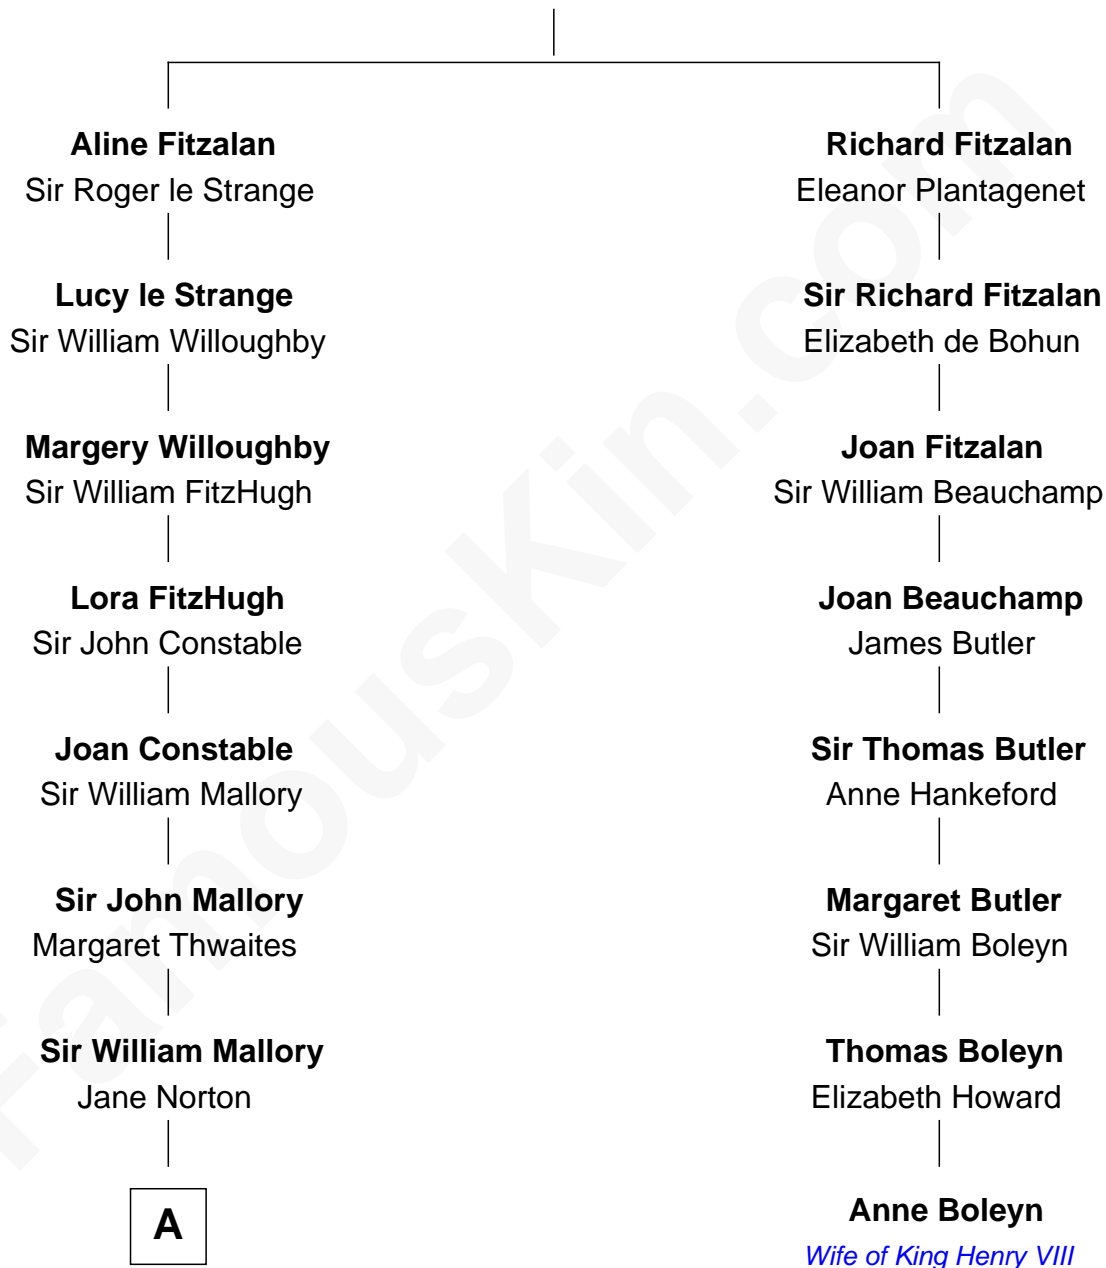 Aline Fitzalan
Sir Roger le Strange
Lucy le Strange
Sir William Willoughby
Margery Willoughby
Sir William FitzHugh
Lora FitzHugh
Sir John Constable
Joan Constable
Sir William Mallory
Sir John Mallory
Margaret Thwaites
Sir William Mallory
Jane Norton
A
Richard Fitzalan
Eleanor Plantagenet
Sir Richard Fitzalan
Elizabeth de Bohun
Joan Fitzalan
Sir William Beauchamp
Joan Beauchamp
James Butler
Sir Thomas Butler
Anne Hankeford
Margaret Butler
Sir William Boleyn
Thomas Boleyn
Elizabeth Howard
Anne Boleyn
Wife of King Henry VIII
FamousKin.com